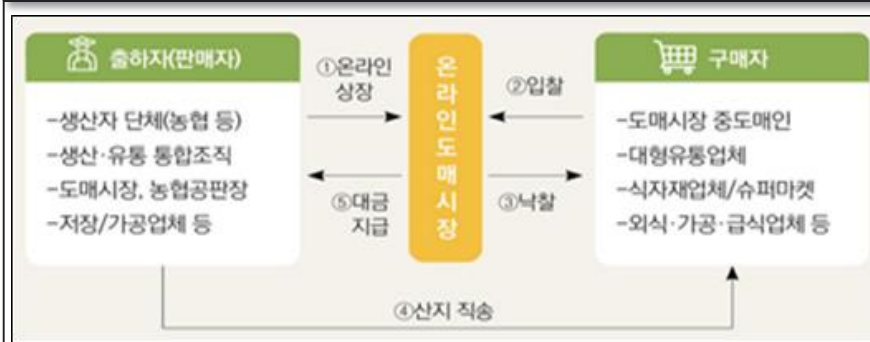 출하자(판매자)
-생산자 단체(농협 등)
-생산·유통 통합조직
-도매시장, 농협공판장
-저장/가공업체 등
①온라인
상장
⑤대금
지급
온라인도매시장
②입찰
③낙찰
구매자
-도매시장 중도매인
-대형유통업체
-식자재업체/슈퍼마켓
-외식·가공·급식업체 등
④산지 직송